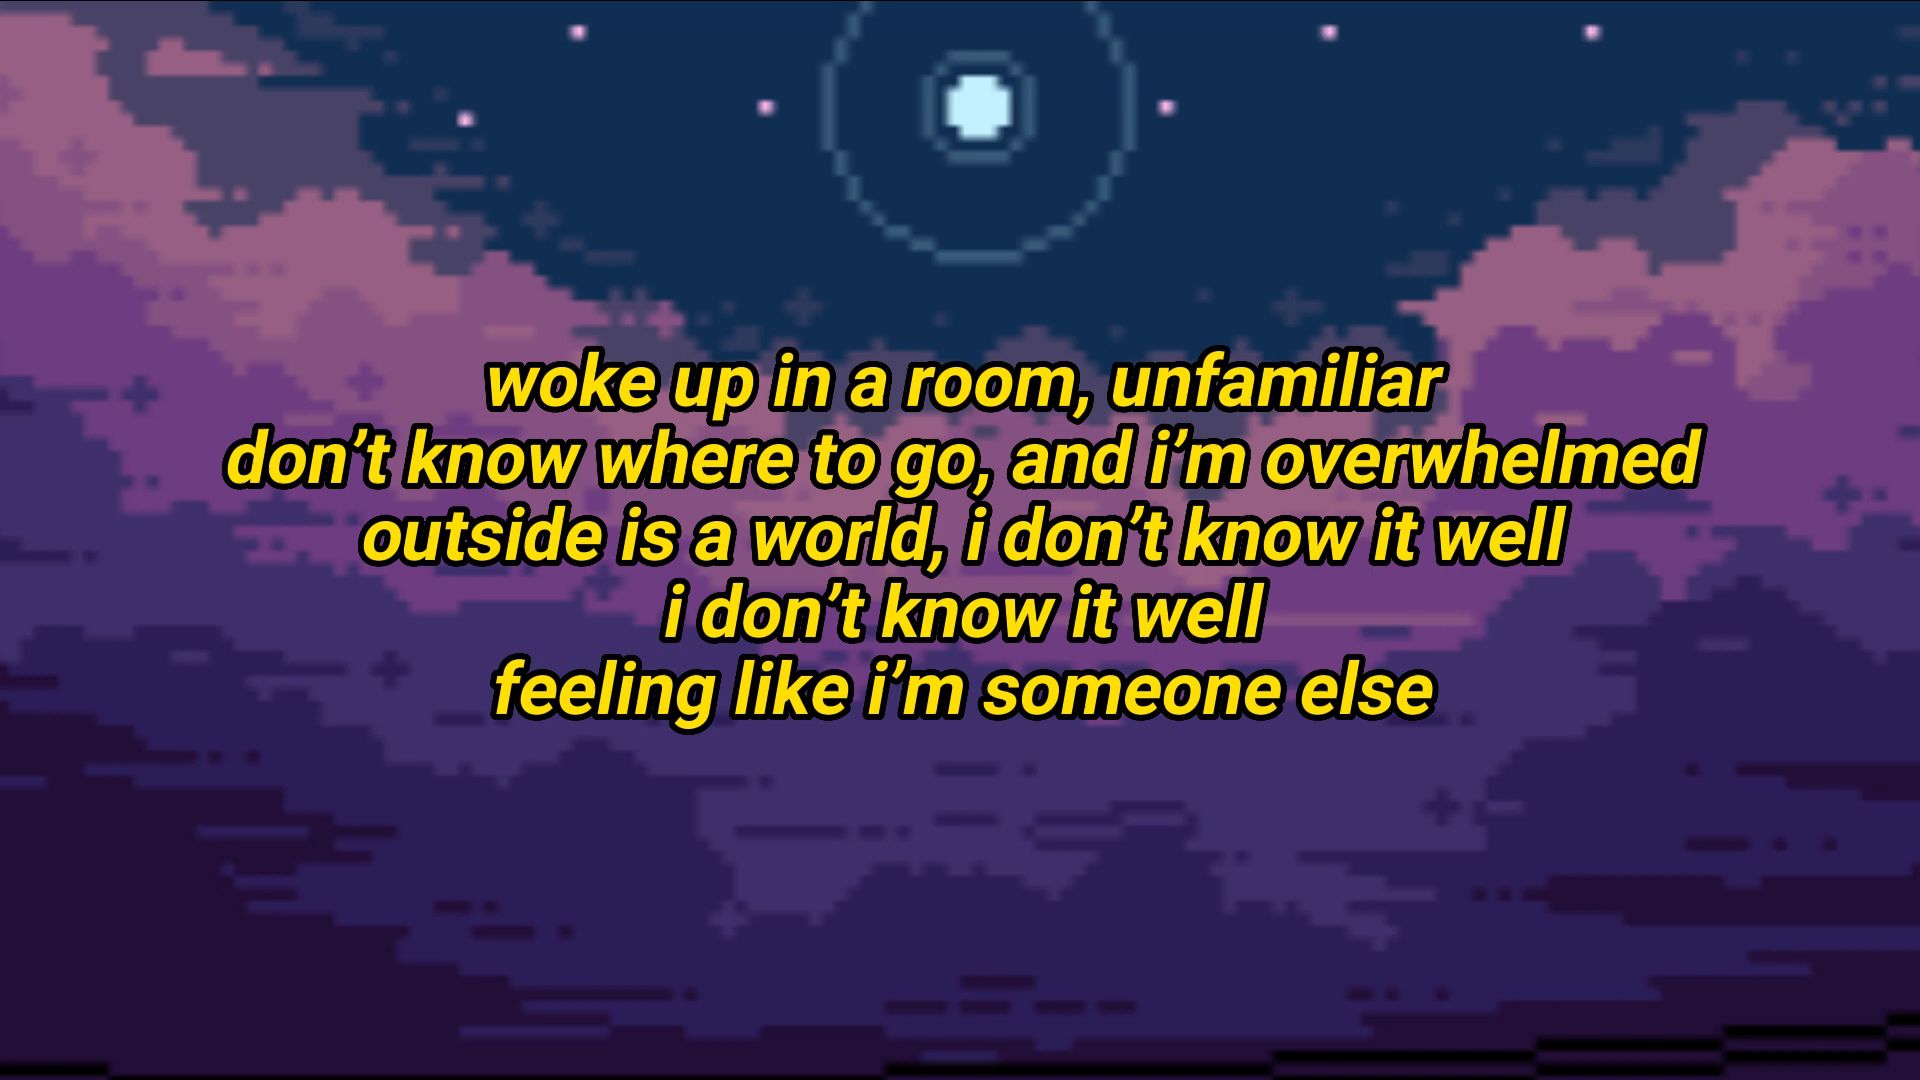 woke up in a room, unfamiliar
don’t know where to go, and i’m overwhelmed
outside is a world, i don’t know it well
i don’t know it well
feeling like i’m someone else